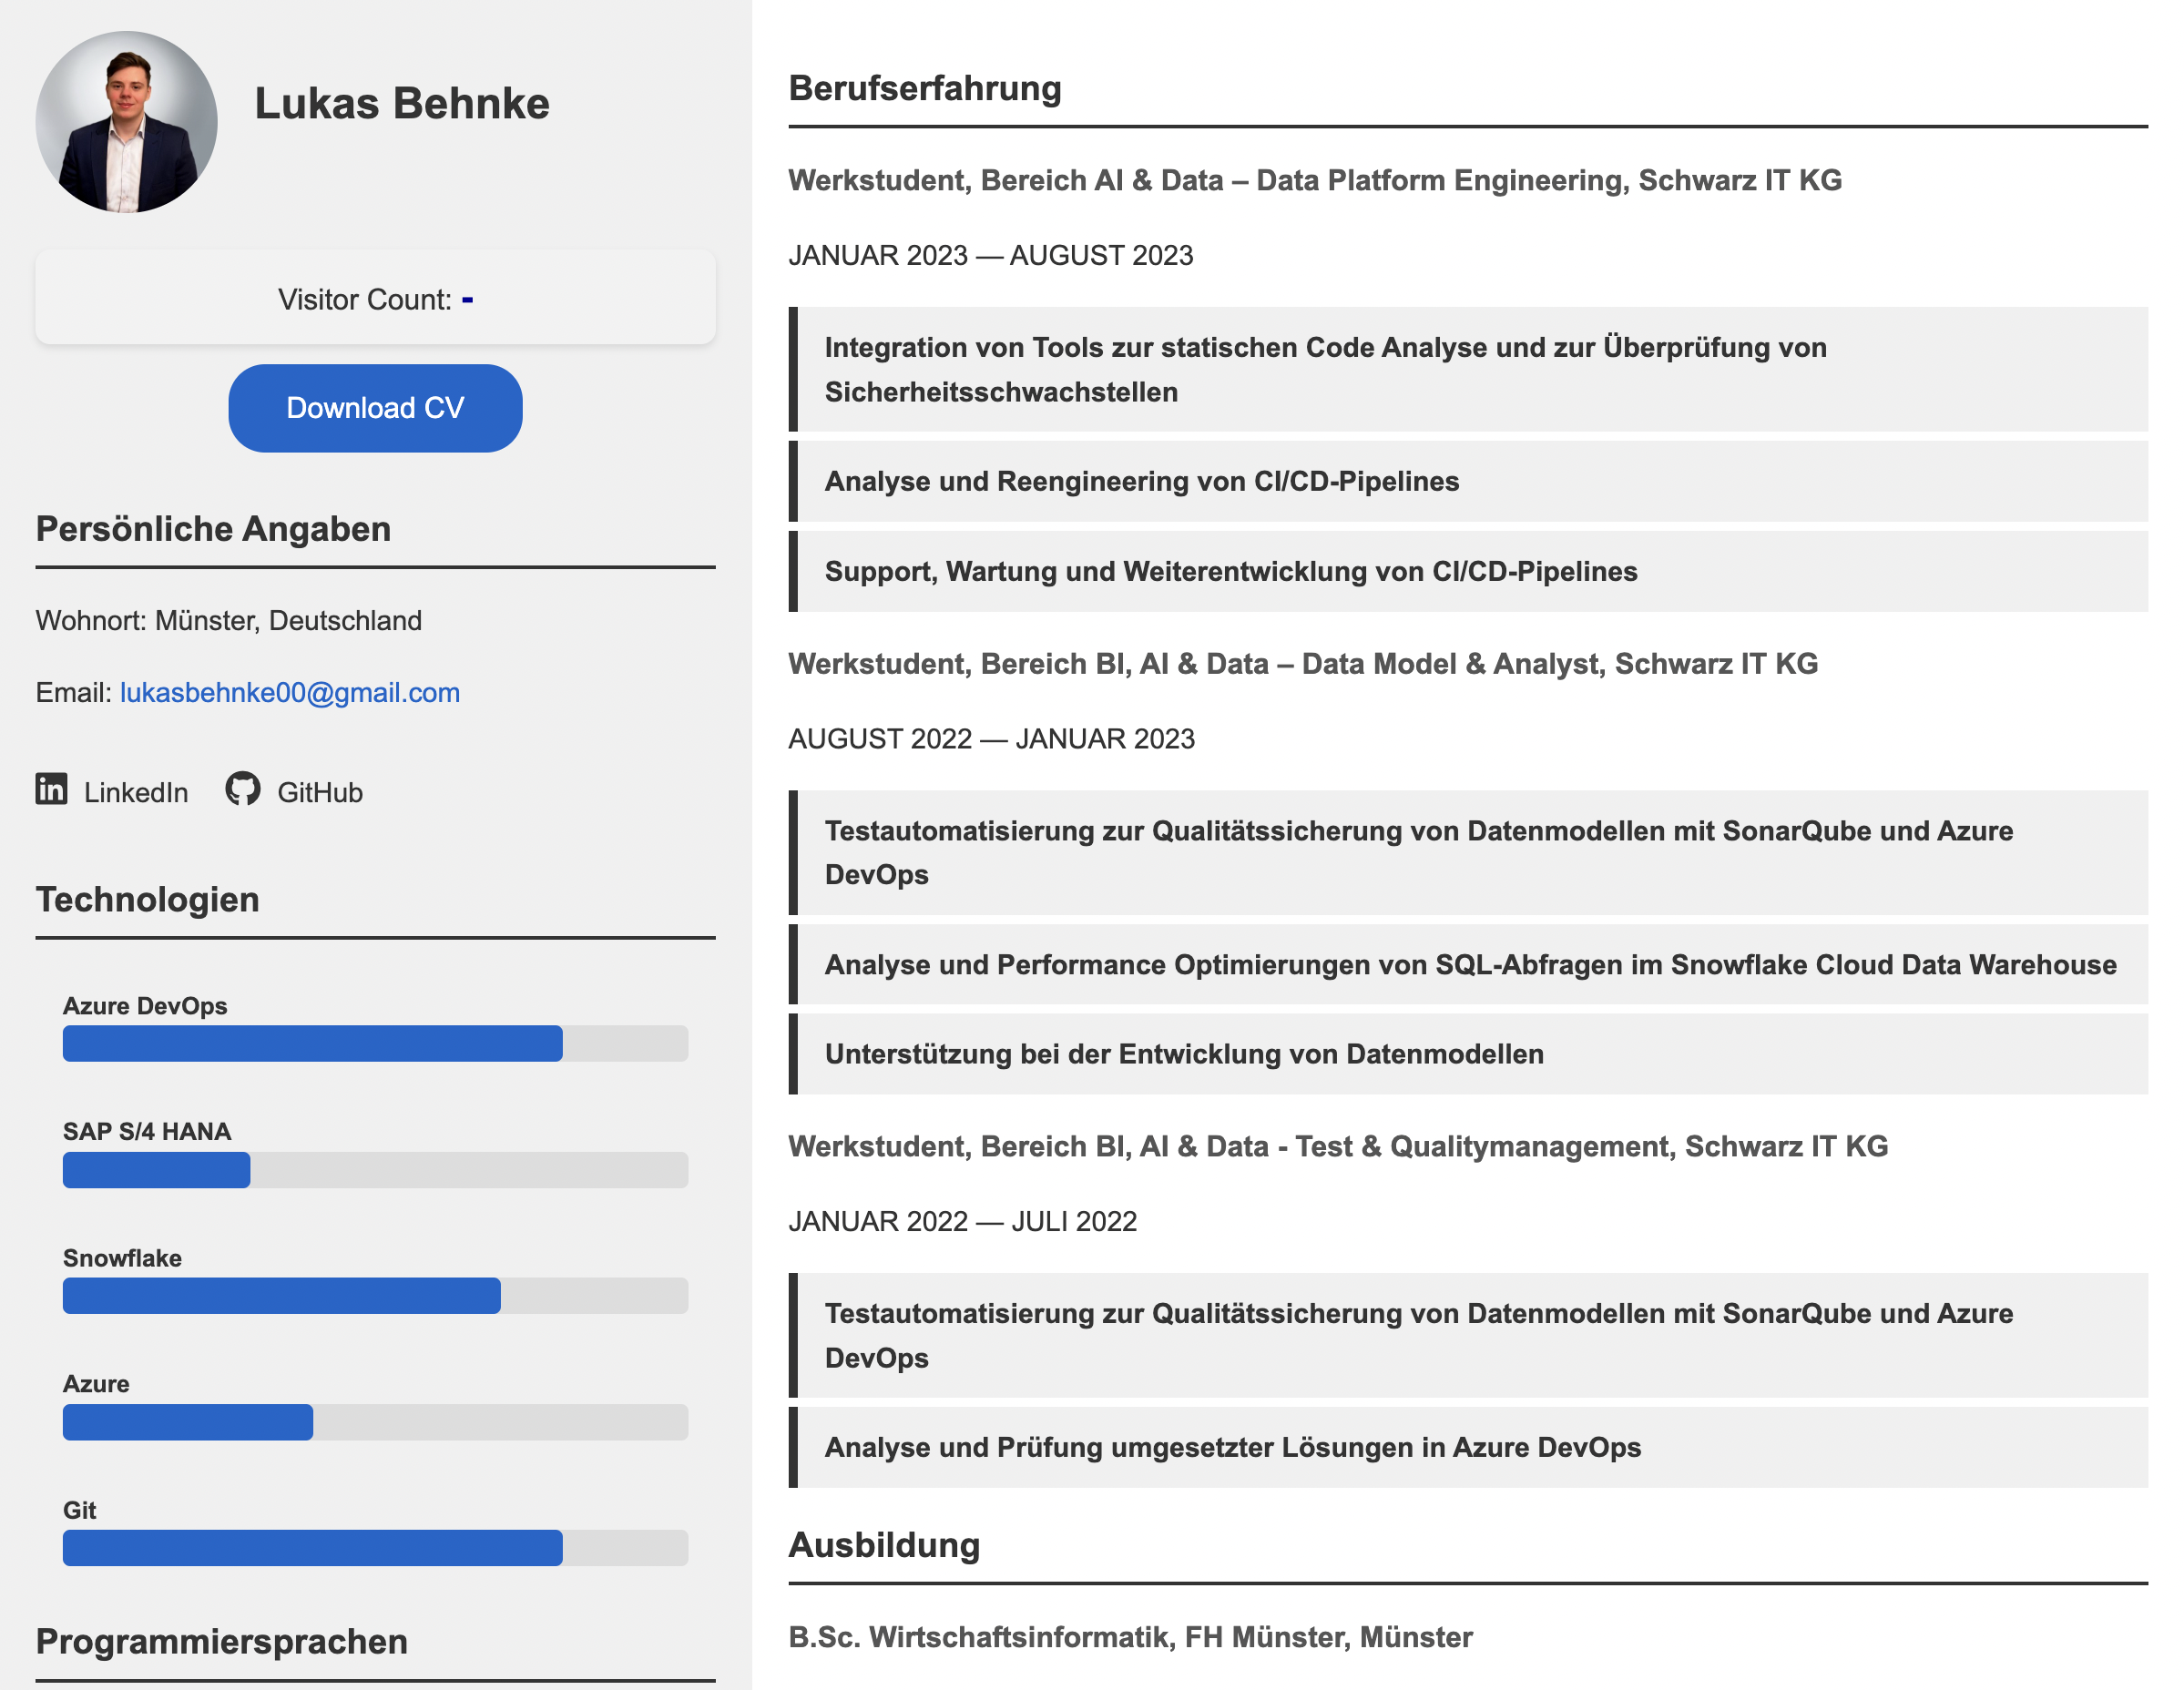 Lukas Behnke
Visitor Count: -
Download CV
Persönliche Angaben
Wohnort: Münster, Deutschland
Email: lukasbehnke00@gmail.com
LinkedIn GitHub
Technologien
Azure DevOps
SAP S/4 HANA
Snowflake
Azure
Git
Programmiersprachen
Berufserfahrung
Werkstudent, Bereich AI & Data – Data Platform Engineering, Schwarz IT KG
JANUAR 2023 — AUGUST 2023
Integration von Tools zur statischen Code Analyse und zur Überprüfung von
Sicherheitsschwachstellen
Analyse und Reengineering von CI/CD-Pipelines
Support, Wartung und Weiterentwicklung von CI/CD-Pipelines
Werkstudent, Bereich BI, AI & Data – Data Model & Analyst, Schwarz IT KG
AUGUST 2022 — JANUAR 2023
Testautomatisierung zur Qualitätssicherung von Datenmodellen mit SonarQube und Azure
DevOps
Analyse und Performance Optimierungen von SQL-Abfragen im Snowflake Cloud Data Warehouse
Unterstützung bei der Entwicklung von Datenmodellen
Werkstudent, Bereich BI, AI & Data - Test & Qualitymanagement, Schwarz IT KG
JANUAR 2022 — JULI 2022
Testautomatisierung zur Qualitätssicherung von Datenmodellen mit SonarQube und Azure
DevOps
Analyse und Prüfung umgesetzter Lösungen in Azure DevOps
Ausbildung
B.Sc. Wirtschaftsinformatik, FH Münster, Münster